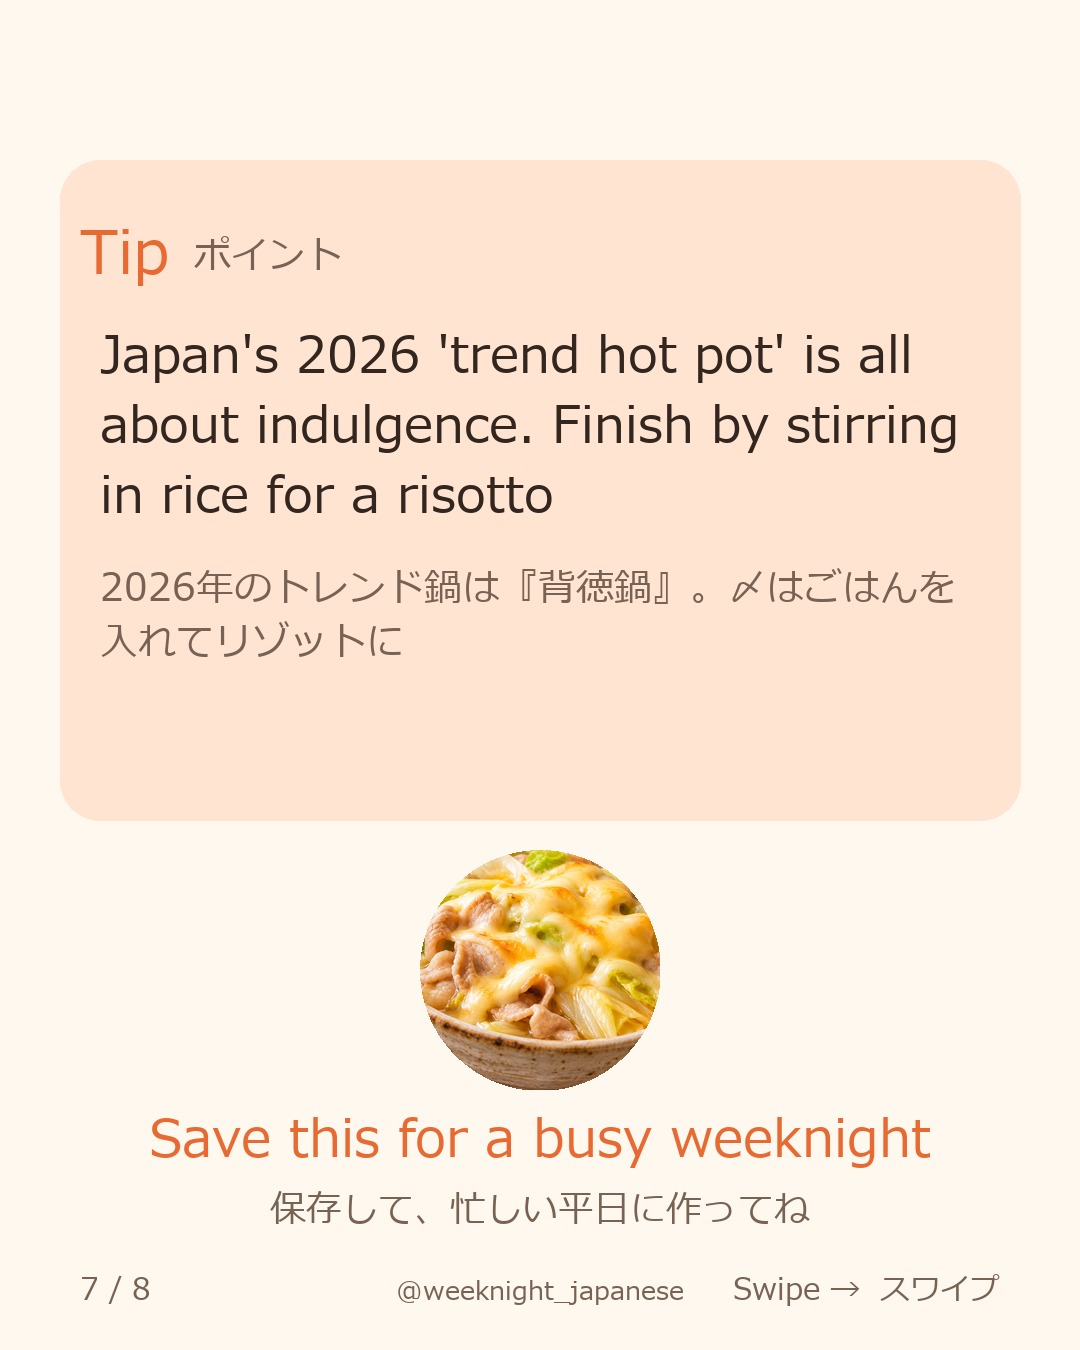 Tip ポイント
Japan's 2026 'trend hot pot' is all
about indulgence. Finish by stirring
in rice for a risotto
2026年のトレンド鍋は『背徳鍋』。〆はごはんを
入れてリゾットに
Save this for a busy weeknight
保存して、忙しい平日に作ってね
7 / 8 @weeknight_japanese Swipe → スワイプ